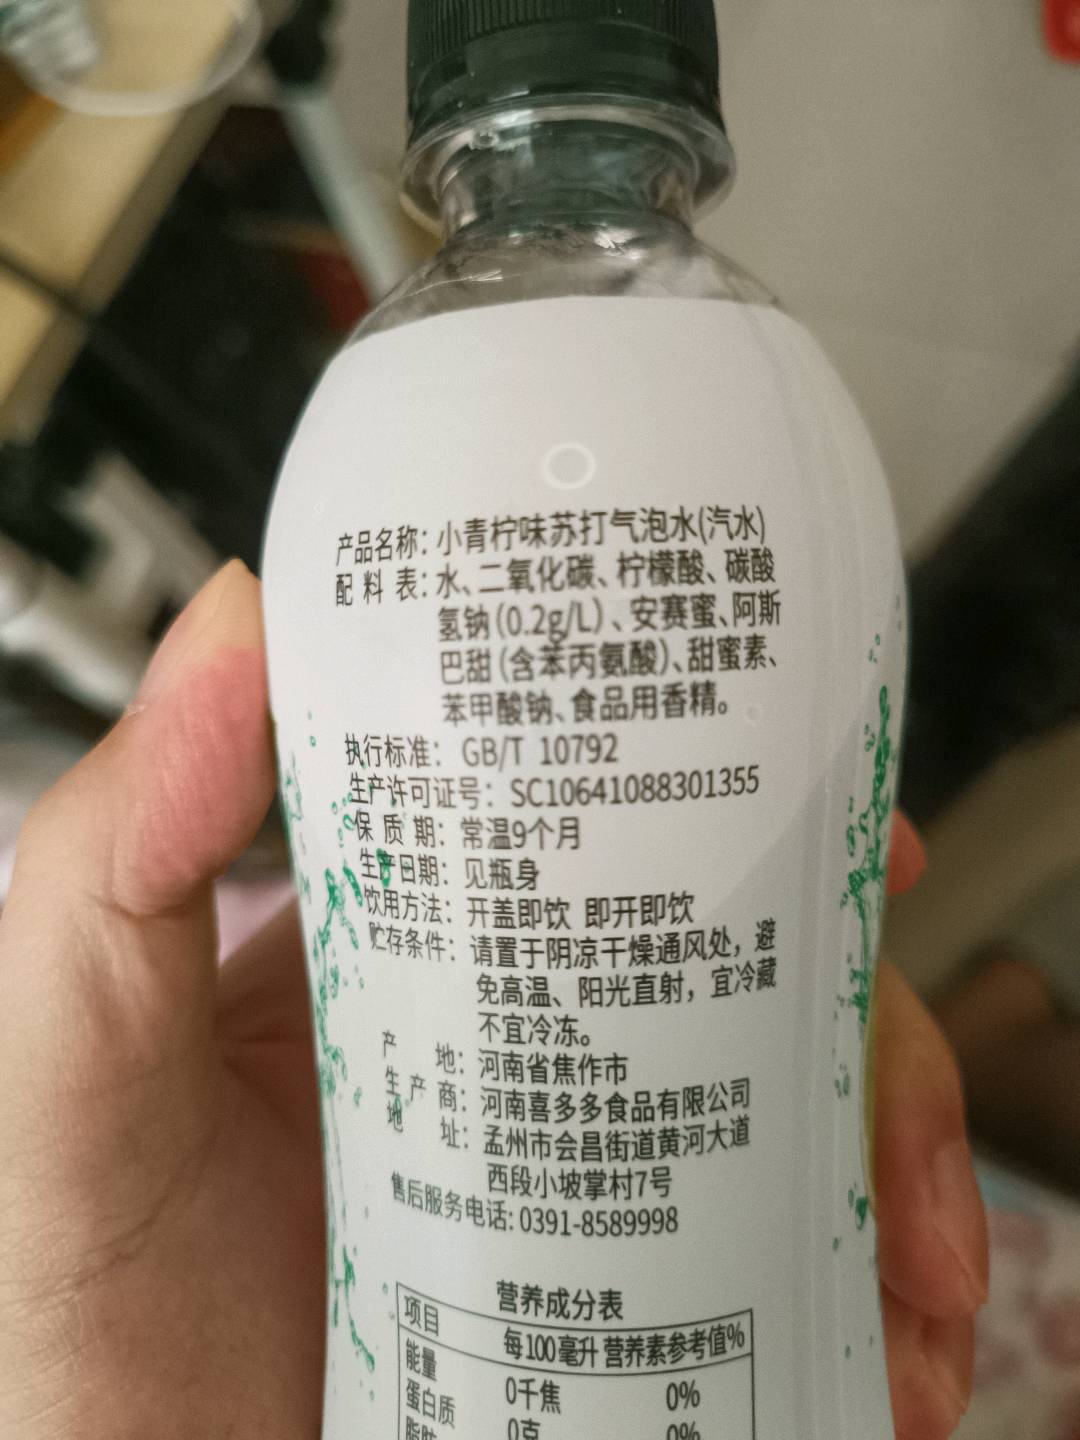 产品名称：小青柠味苏打气泡水(汽水)
配料表：水、二氧化碳、柠檬酸、碳酸
氢钠(0.2g/L)、安赛蜜、阿斯
巴甜(含苯丙氨酸)、甜蜜素、
苯甲酸钠、食品用香精。
执行标准：GB/T 10792
生产许可证号：SC10641088301355
保质期：常温9个月
生产日期：见瓶身
饮用方法：开盖即饮 即开即饮
贮存条件：请置于阴凉干燥通风处，避
免高温、阳光直射，宜冷藏
不宜冷冻。
产地：河南省焦作市
生产商：河南喜多多食品有限公司
地址：孟州市会昌街道黄河大道
西段小坡掌村7号
售后服务电话：0391-8589998
营养成分表
项目 每100毫升 营养素参考值%
能量 0千焦 0%
蛋白质 0克 0%
脂肪